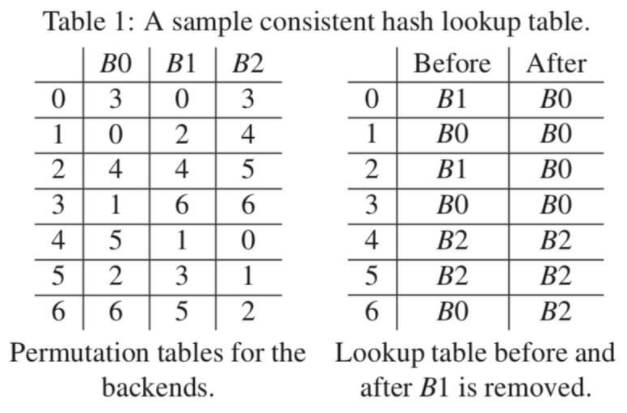 Table 1: A sample consistent hash lookup table.
B0 B1 B2
0 3 0 3
1 0 2 4
2 4 4 5
3 1 6 6
4 5 1 0
5 2 3 1
6 6 5 2
Permutation tables for the
backends.
Before After
0 B1 B0
1 B0 B0
2 B1 B0
3 B0 B0
4 B2 B2
5 B2 B2
6 B0 B2
Lookup table before and
after B1 is removed.